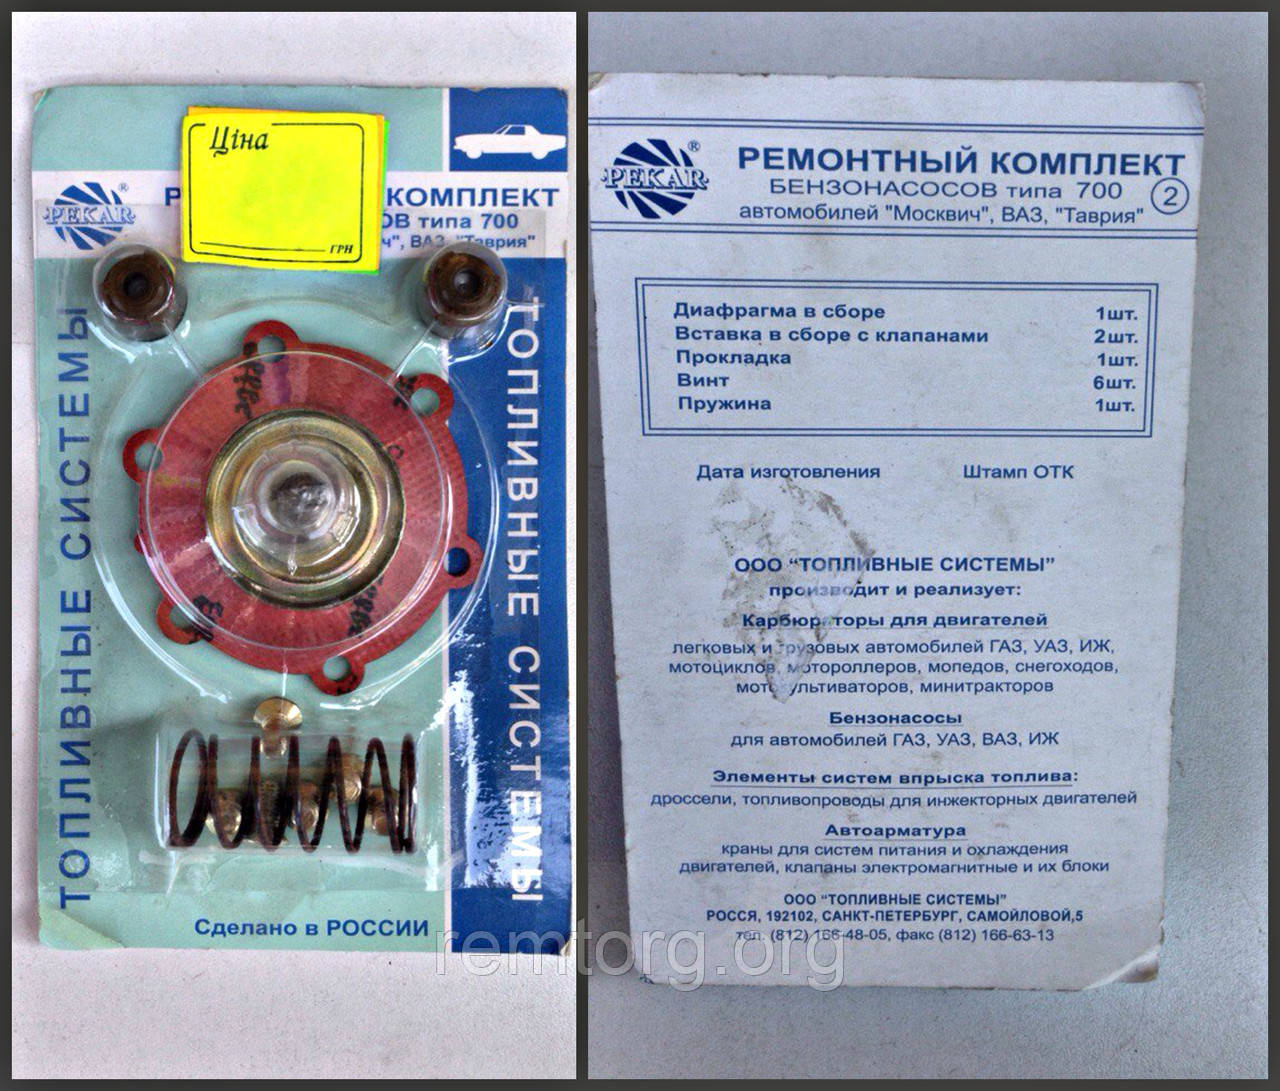 Ціна
ГРН
PEKAR®
КОМПЛЕКТ
ОВ типа 700
ВАЗ, "Таврия"
ТОПЛИВНЫЕ СИСТЕМЫ
ТОПЛИВНЫЕ СИСТЕМЫ
Сделано в РОССИИ
PEKAR®
РЕМОНТНЫЙ КОМПЛЕКТ
БЕНЗОНАСОСОВ типа 700
автомобилей "Москвич", ВАЗ, "Таврия"
2
Диафрагма в сборе 1шт.
Вставка в сборе с клапанами 2шт.
Прокладка 1шт.
Винт 6шт.
Пружина 1шт.
Дата изготовления Штамп ОТК
ООО “ТОПЛИВНЫЕ СИСТЕМЫ”
производит и реализует:
Карбюраторы для двигателей
легковых и грузовых автомобилей ГАЗ, УАЗ, ИЖ,
мотоциклов, мотороллеров, мопедов, снегоходов,
мотокультиваторов, минитракторов
Бензонасосы
для автомобилей ГАЗ, УАЗ, ВАЗ, ИЖ
Элементы систем впрыска топлива:
дроссели, топливопроводы для инжекторных двигателей
Автоарматура
краны для систем питания и охлаждения
двигателей, клапаны электромагнитные и их блоки
ООО “ТОПЛИВНЫЕ СИСТЕМЫ”
РОССЯ, 192102, САНКТ-ПЕТЕРБУРГ, САМОЙЛОВОЙ,5
тел. (812) 166-48-05, факс (812) 166-63-13
remtorg.org